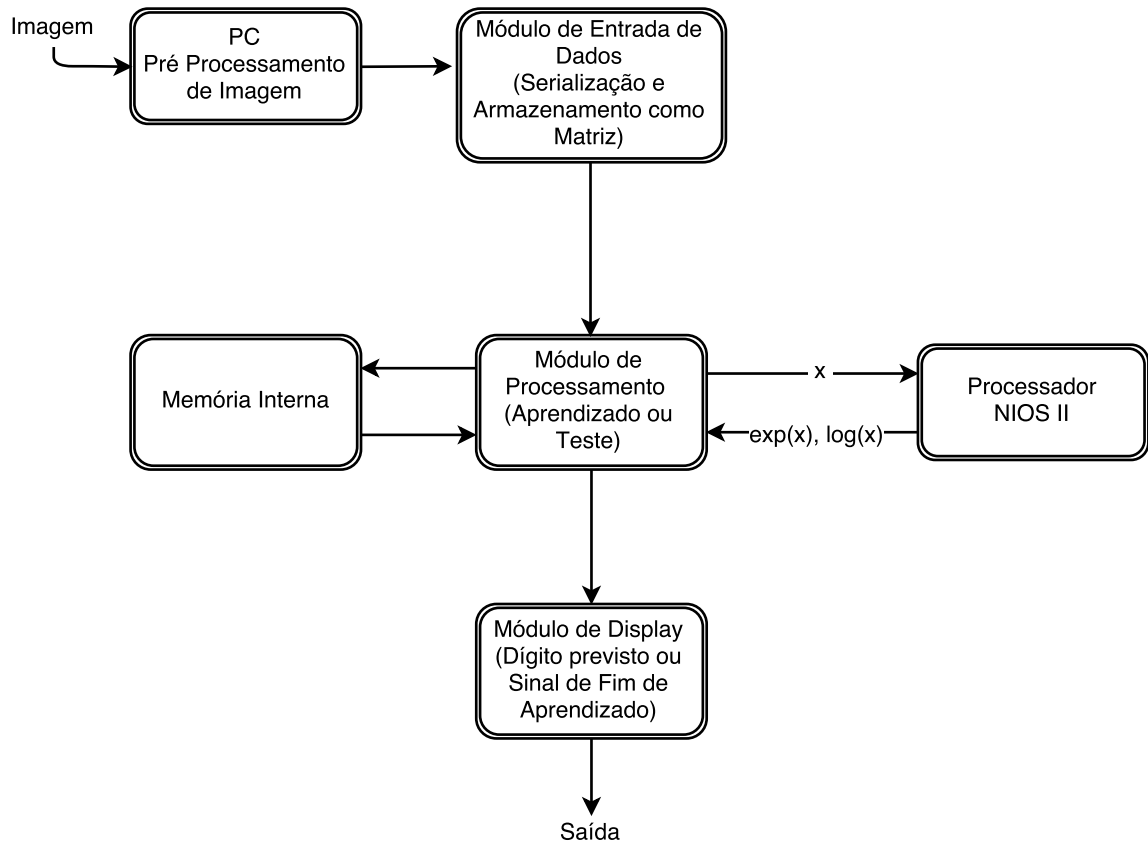 Imagem
PC
Pré Processamento
de Imagem
Módulo de Entrada de
Dados
(Serialização e
Armazenamento como
Matriz)
Memória Interna
Módulo de
Processamento
(Aprendizado ou
Teste)
x
exp(x), log(x)
Processador
NIOS II
Módulo de Display
(Dígito previsto ou
Sinal de Fim de
Aprendizado)
Saída